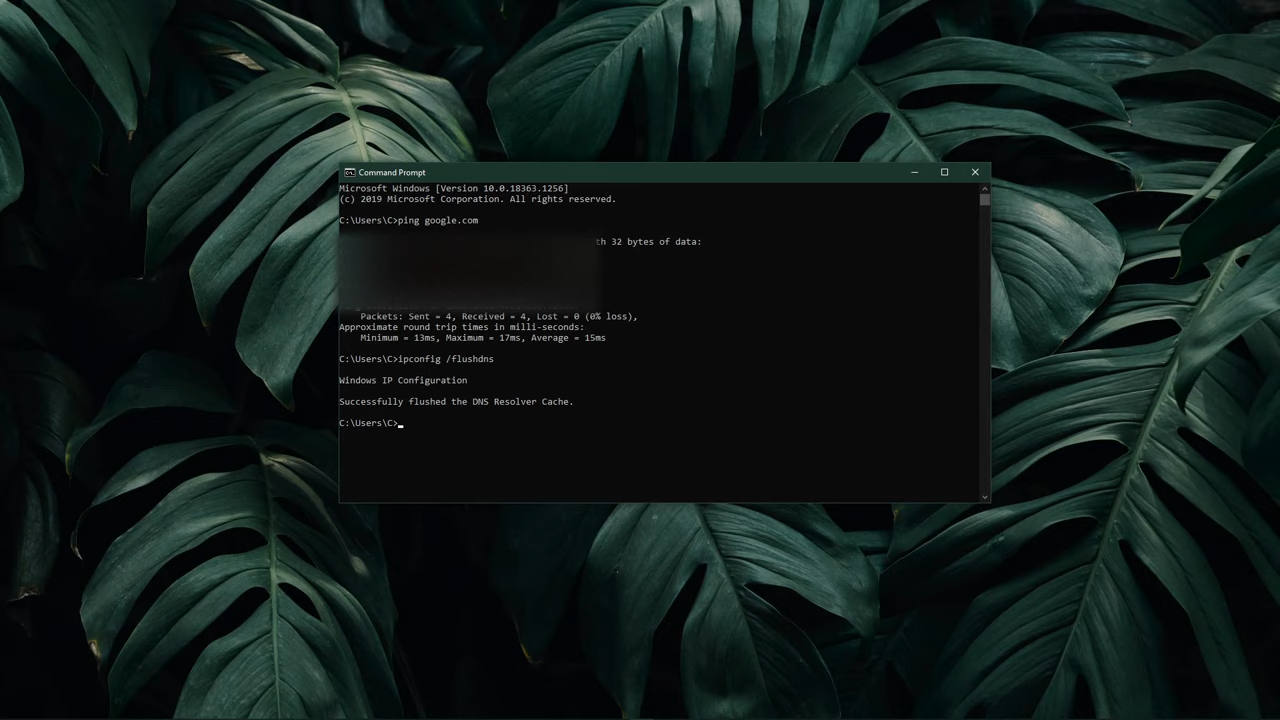 Command Prompt
Microsoft Windows [Version 10.0.18363.1256]
(c) 2019 Microsoft Corporation. All rights reserved.
C:\Users\C>ping google.com
th 32 bytes of data:
Packets: Sent = 4, Received = 4, Lost = 0 (0% loss),
Approximate round trip times in milli-seconds:
Minimum = 13ms, Maximum = 17ms, Average = 15ms
C:\Users\C>ipconfig /flushdns
Windows IP Configuration
Successfully flushed the DNS Resolver Cache.
C:\Users\C>